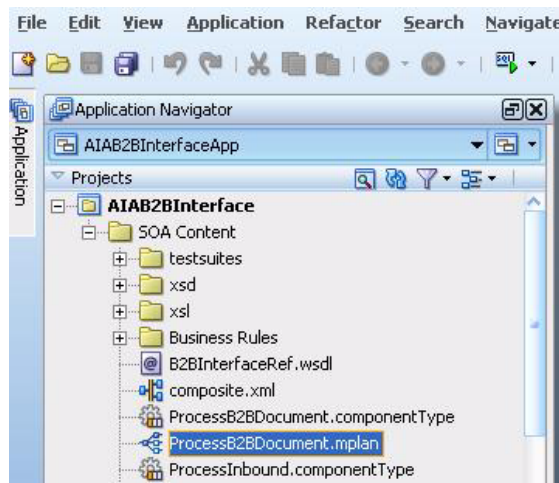 File Edit View Application Refactor Search Navigate
Application Navigator
Application
AIAB2BInterfaceApp
Projects
AIAB2BInterface
SOA Content
testsuites
xsd
xsl
Business Rules
B2BInterfaceRef.wsdl
composite.xml
ProcessB2BDocument.componentType
ProcessB2BDocument.mplan
ProcessInbound.componentType